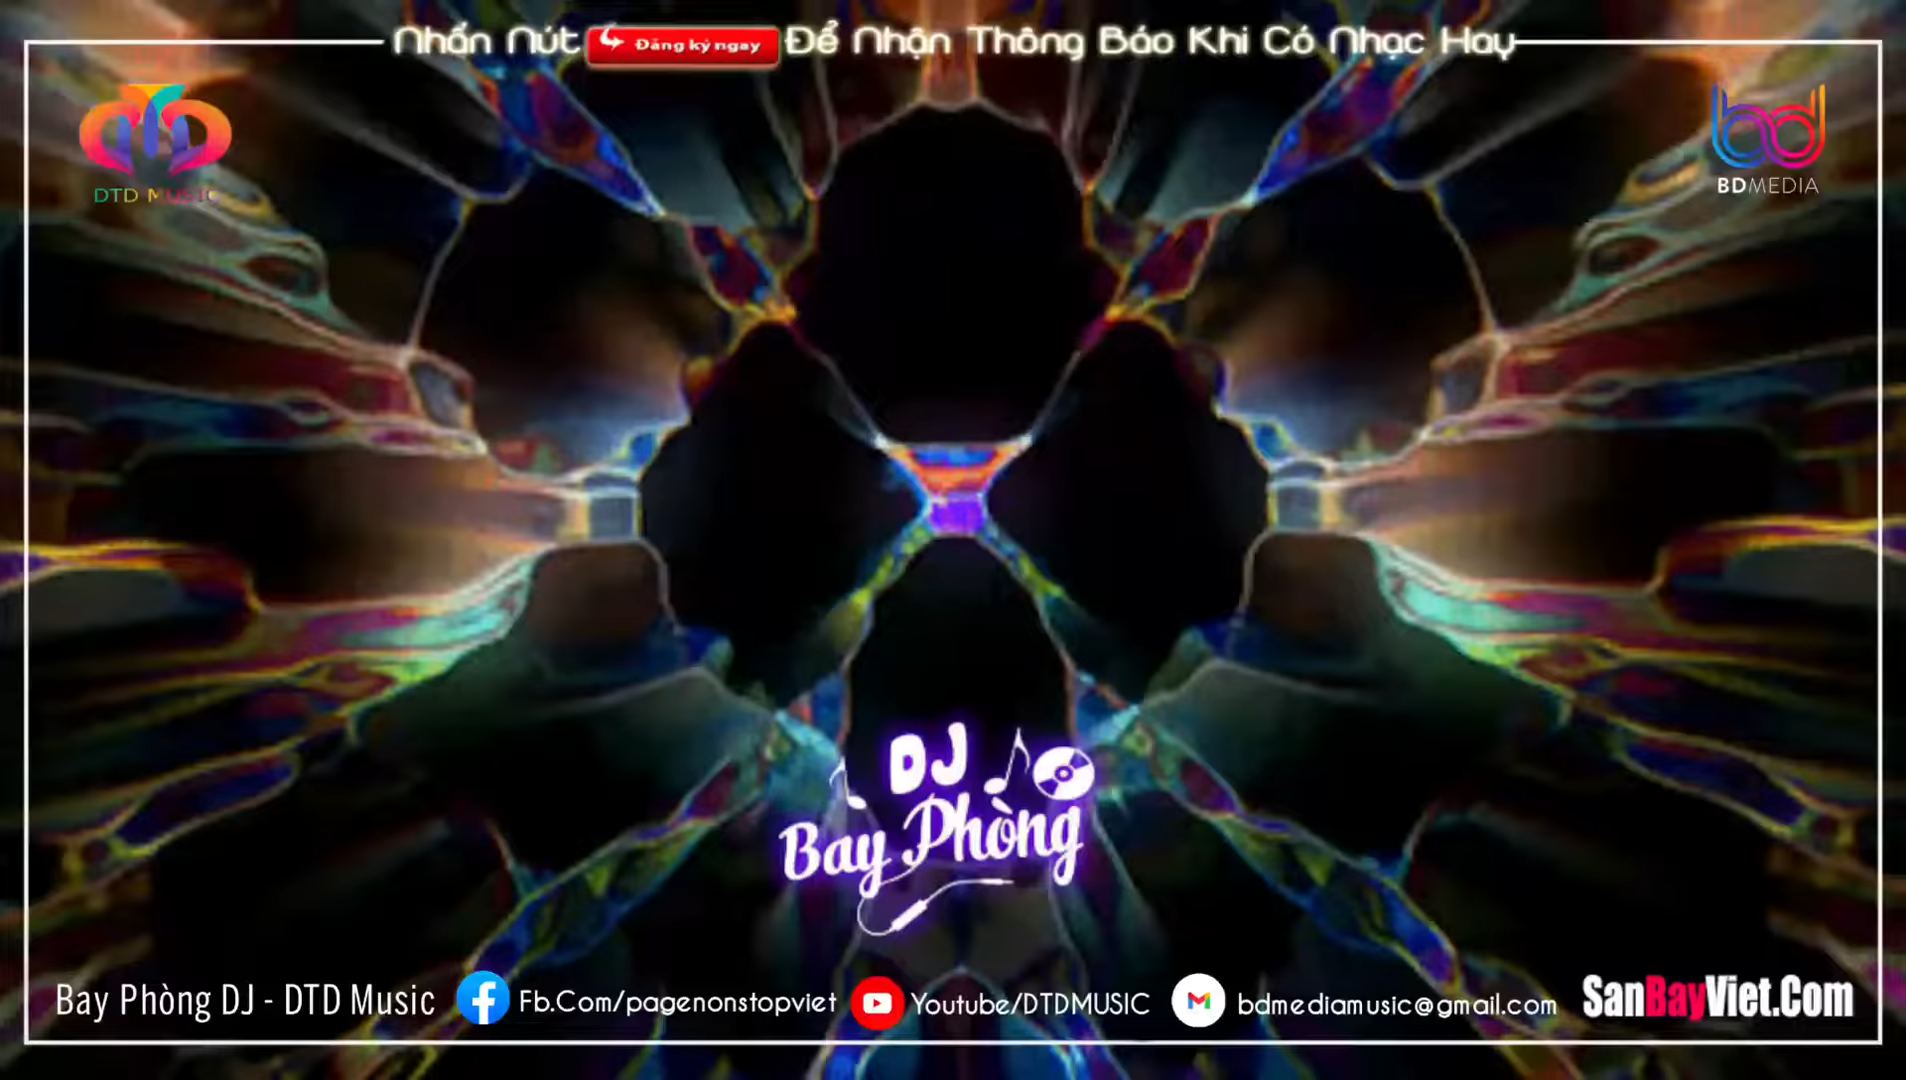 Nhấn Nút Đăng ký ngay Để Nhận Thông Báo Khi Có Nhạc Hay
DTD MUSIC
BDMEDIA
DJ
Bay Phòng
Bay Phòng DJ - DTD Music Fb.Com/pagenonstopviet Youtube/DTDMUSIC bdmediamusic@gmail.com SanBayViet.Com